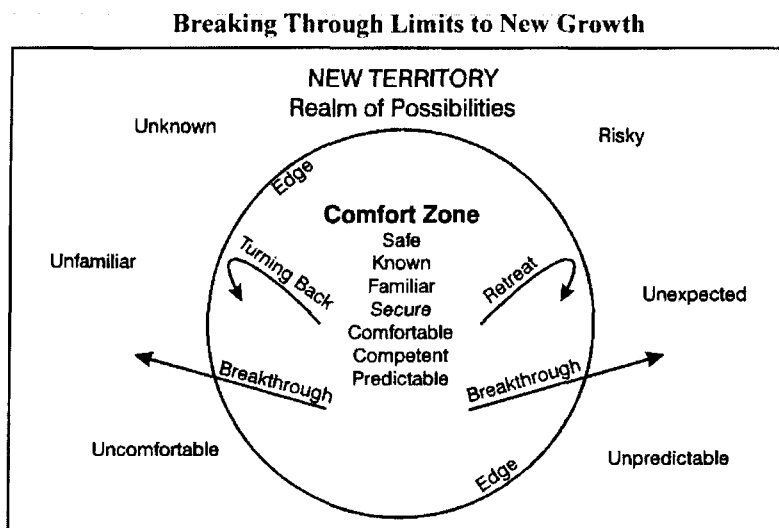 Breaking Through Limits to New Growth
NEW TERRITORY
Realm of Possibilities
Unknown
Risky
Edge
Comfort Zone
Safe
Known
Familiar
Secure
Comfortable
Competent
Predictable
Turning Back
Retreat
Unfamiliar
Unexpected
Breakthrough
Breakthrough
Uncomfortable
Unpredictable
Edge